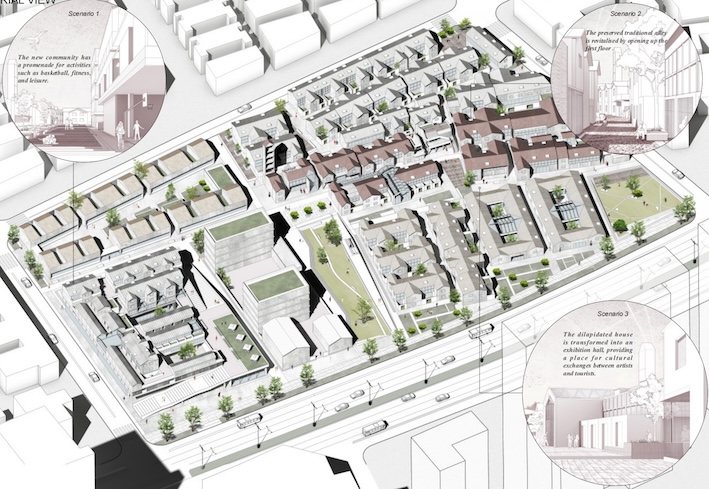 RIAL VIEW
Scenario 1
The new community has
a promenade for activities
such as basketball, fitness,
and leisure.
Scenario 2
The preserved traditional alley
is revitalised by opening up the
first floor .
Scenario 3
The dilapidated house
is transformed into an
exhibition hall, providing
a place for cultural
exchanges between artists
and tourists.